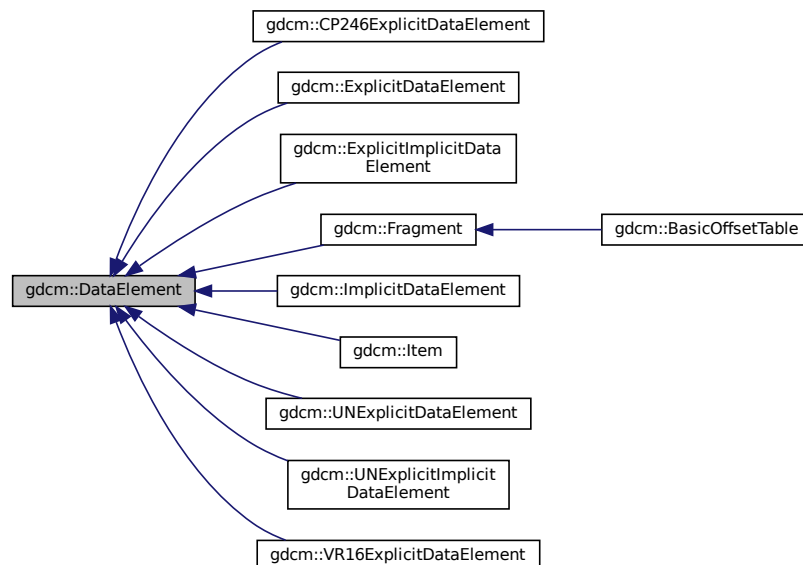 gdcm::CP246ExplicitDataElement
gdcm::ExplicitDataElement
gdcm::ExplicitImplicitData
Element
gdcm::Fragment
gdcm::BasicOffsetTable
gdcm::DataElement
gdcm::ImplicitDataElement
gdcm::Item
gdcm::UNExplicitDataElement
gdcm::UNExplicitImplicit
DataElement
gdcm::VR16ExplicitDataElement